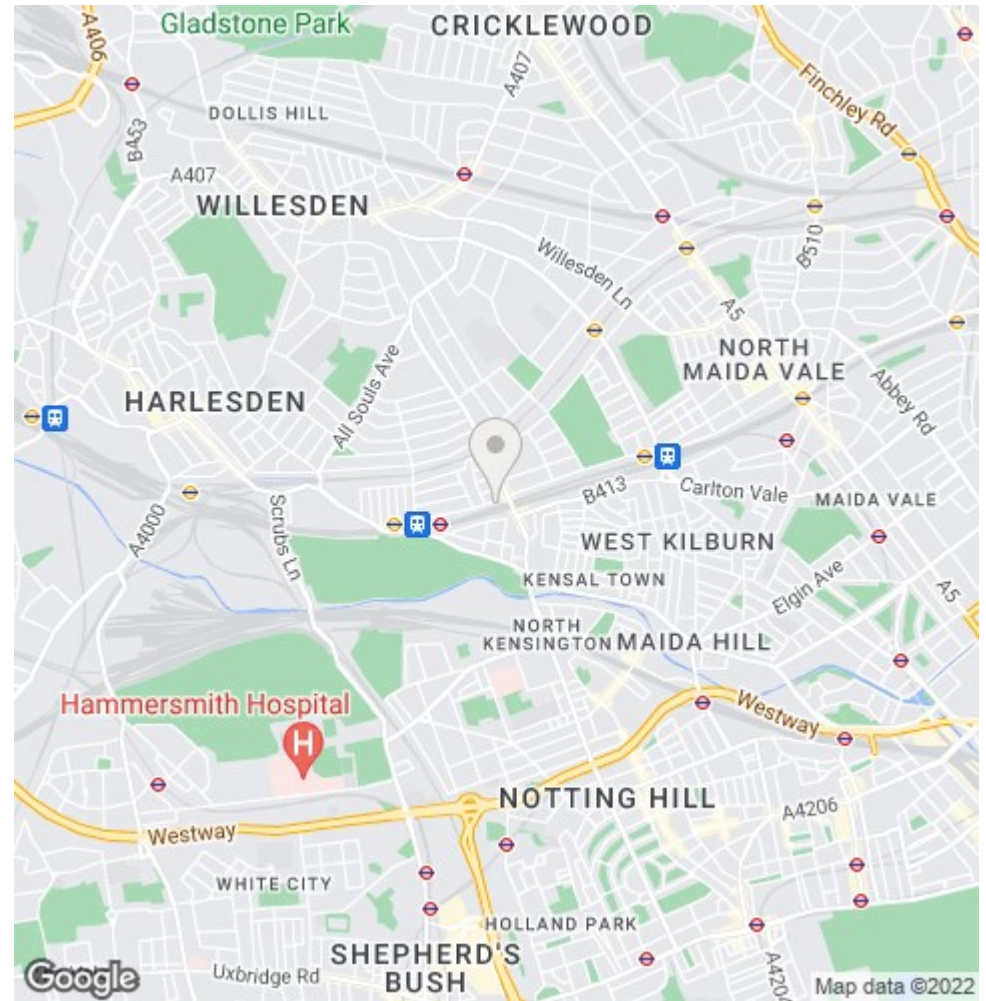 Gladstone Park
CRICKLEWOOD
A406
A407
Finchley Rd
DOLLIS HILL
B453
A407
WILLESDEN
B510
Willesden Ln
A5
NORTH
MAIDA VALE
All Souls Ave
Abbey Rd
HARLESDEN
B413
Carlton Vale
MAIDA VALE
A4000
Scrubs Ln
WEST KILBURN
KENSAL TOWN
Elgin Ave
A5
NORTH
KENSINGTON
MAIDA HILL
Hammersmith Hospital
H
Westway
NOTTING HILL
A4206
Westway
WHITE CITY
HOLLAND PARK
SHEPHERD'S
BUSH
Uxbridge Rd
A4204
Google
Map data ©2022